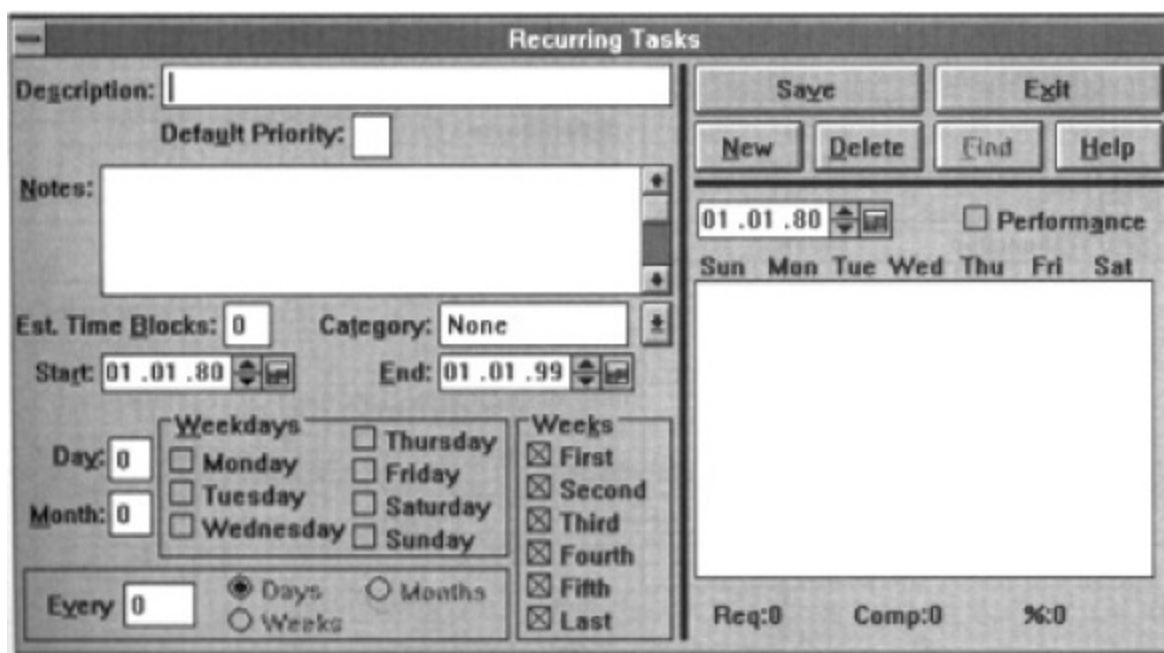 Recurring Tasks
Description:
Default Priority:
Notes:
Est. Time Blocks: 0 Category: None
Start: 01.01.80 End: 01.01.99
Day: 0
Month: 0
Weekdays
Monday
Tuesday
Wednesday
Thursday
Friday
Saturday
Sunday
Weeks
First
Second
Third
Fourth
Fifth
Last
Every 0 Days Months
Weeks
Save Exit
New Delete Find Help
01.01.80 Performance
Sun Mon Tue Wed Thu Fri Sat
Req:0 Comp:0 %:0